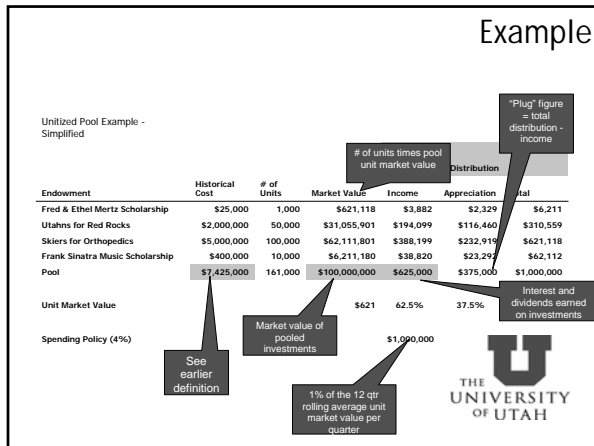 Example
Unitized Pool Example -
Simplified
"Plug" figure
= total
distribution -
income
# of units times pool
unit market value
Distribution
Endowment Historical Cost # of Units Market Value Income Appreciation
Fred & Ethel Mertz Scholarship $25,000 1,000 $621,118 $3,882 $2,329 $6,211
Utahns for Red Rocks $2,000,000 50,000 $31,055,901 $194,099 $116,460 $310,559
Skiers for Orthopedics $5,000,000 100,000 $62,111,801 $388,199 $232,919 $621,118
Frank Sinatra Music Scholarship $400,000 10,000 $6,211,180 $38,820 $23,292 $62,112
Pool $7,425,000 161,000 $100,000,000 $625,000 $375,000 $1,000,000
Unit Market Value $621 62.5% 37.5%
Interest and
dividends earned
on investments
Market value of
pooled
investments
Spending Policy (4%) $1,000,000
See
earlier
definition
1% of the 12 qtr
rolling average unit
market value per
quarter
THE
UNIVERSITY
OF UTAH